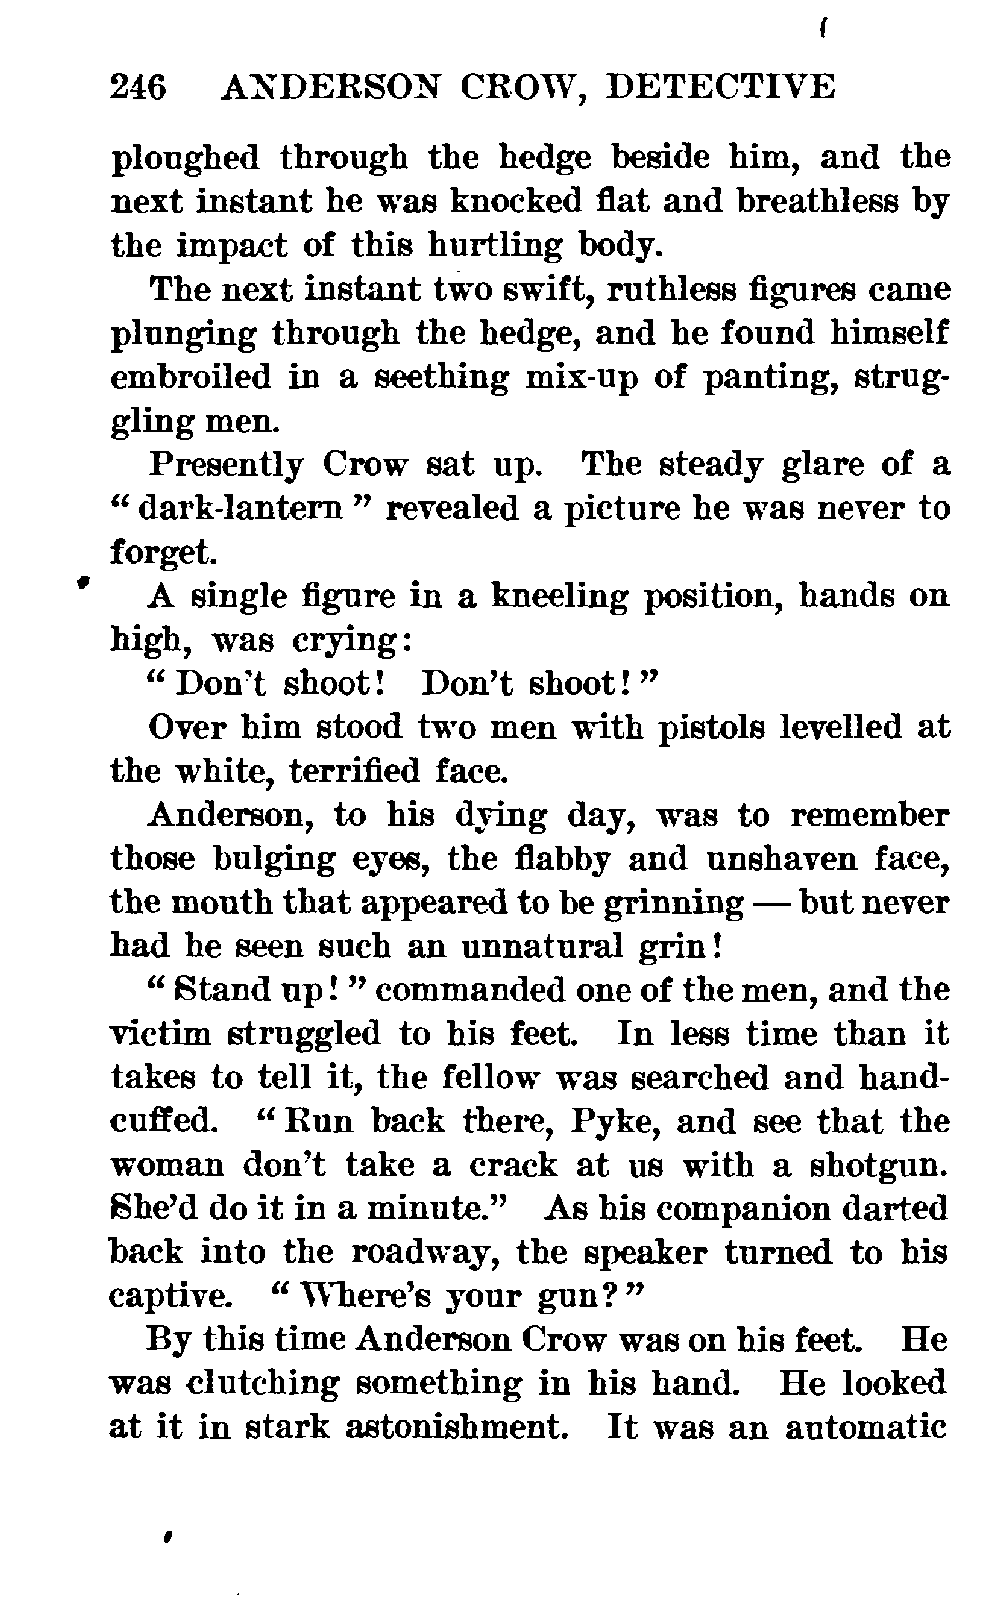 246 ANDERSON CROW, DETECTIVE
ploughed through the hedge beside him, and the
next instant he was knocked flat and breathless by
the impact of this hurtling body.
The next instant two swift, ruthless figures came
plunging through the hedge, and he found himself
embroiled in a seething mix-up of panting, strug-
gling men.
Presently Crow sat up. The steady glare of a
“ dark-lantern ” revealed a picture he was never to
forget.
A single figure in a kneeling position, hands on
high, was crying:
“ Don't shoot! Don't shoot! ”
Over him stood two men with pistols levelled at
the white, terrified face.
Anderson, to his dying day, was to remember
those bulging eyes, the flabby and unshaven face,
the mouth that appeared to be grinning — but never
had he seen such an unnatural grin!
“ Stand up! ” commanded one of the men, and the
victim struggled to his feet. In less time than it
takes to tell it, the fellow was searched and hand-
cuffed. “ Run back there, Pyke, and see that the
woman don't take a crack at us with a shotgun.
She'd do it in a minute.” As his companion darted
back into the roadway, the speaker turned to his
captive. “ Where's your gun? ”
By this time Anderson Crow was on his feet. He
was clutching something in his hand. He looked
at it in stark astonishment. It was an automatic